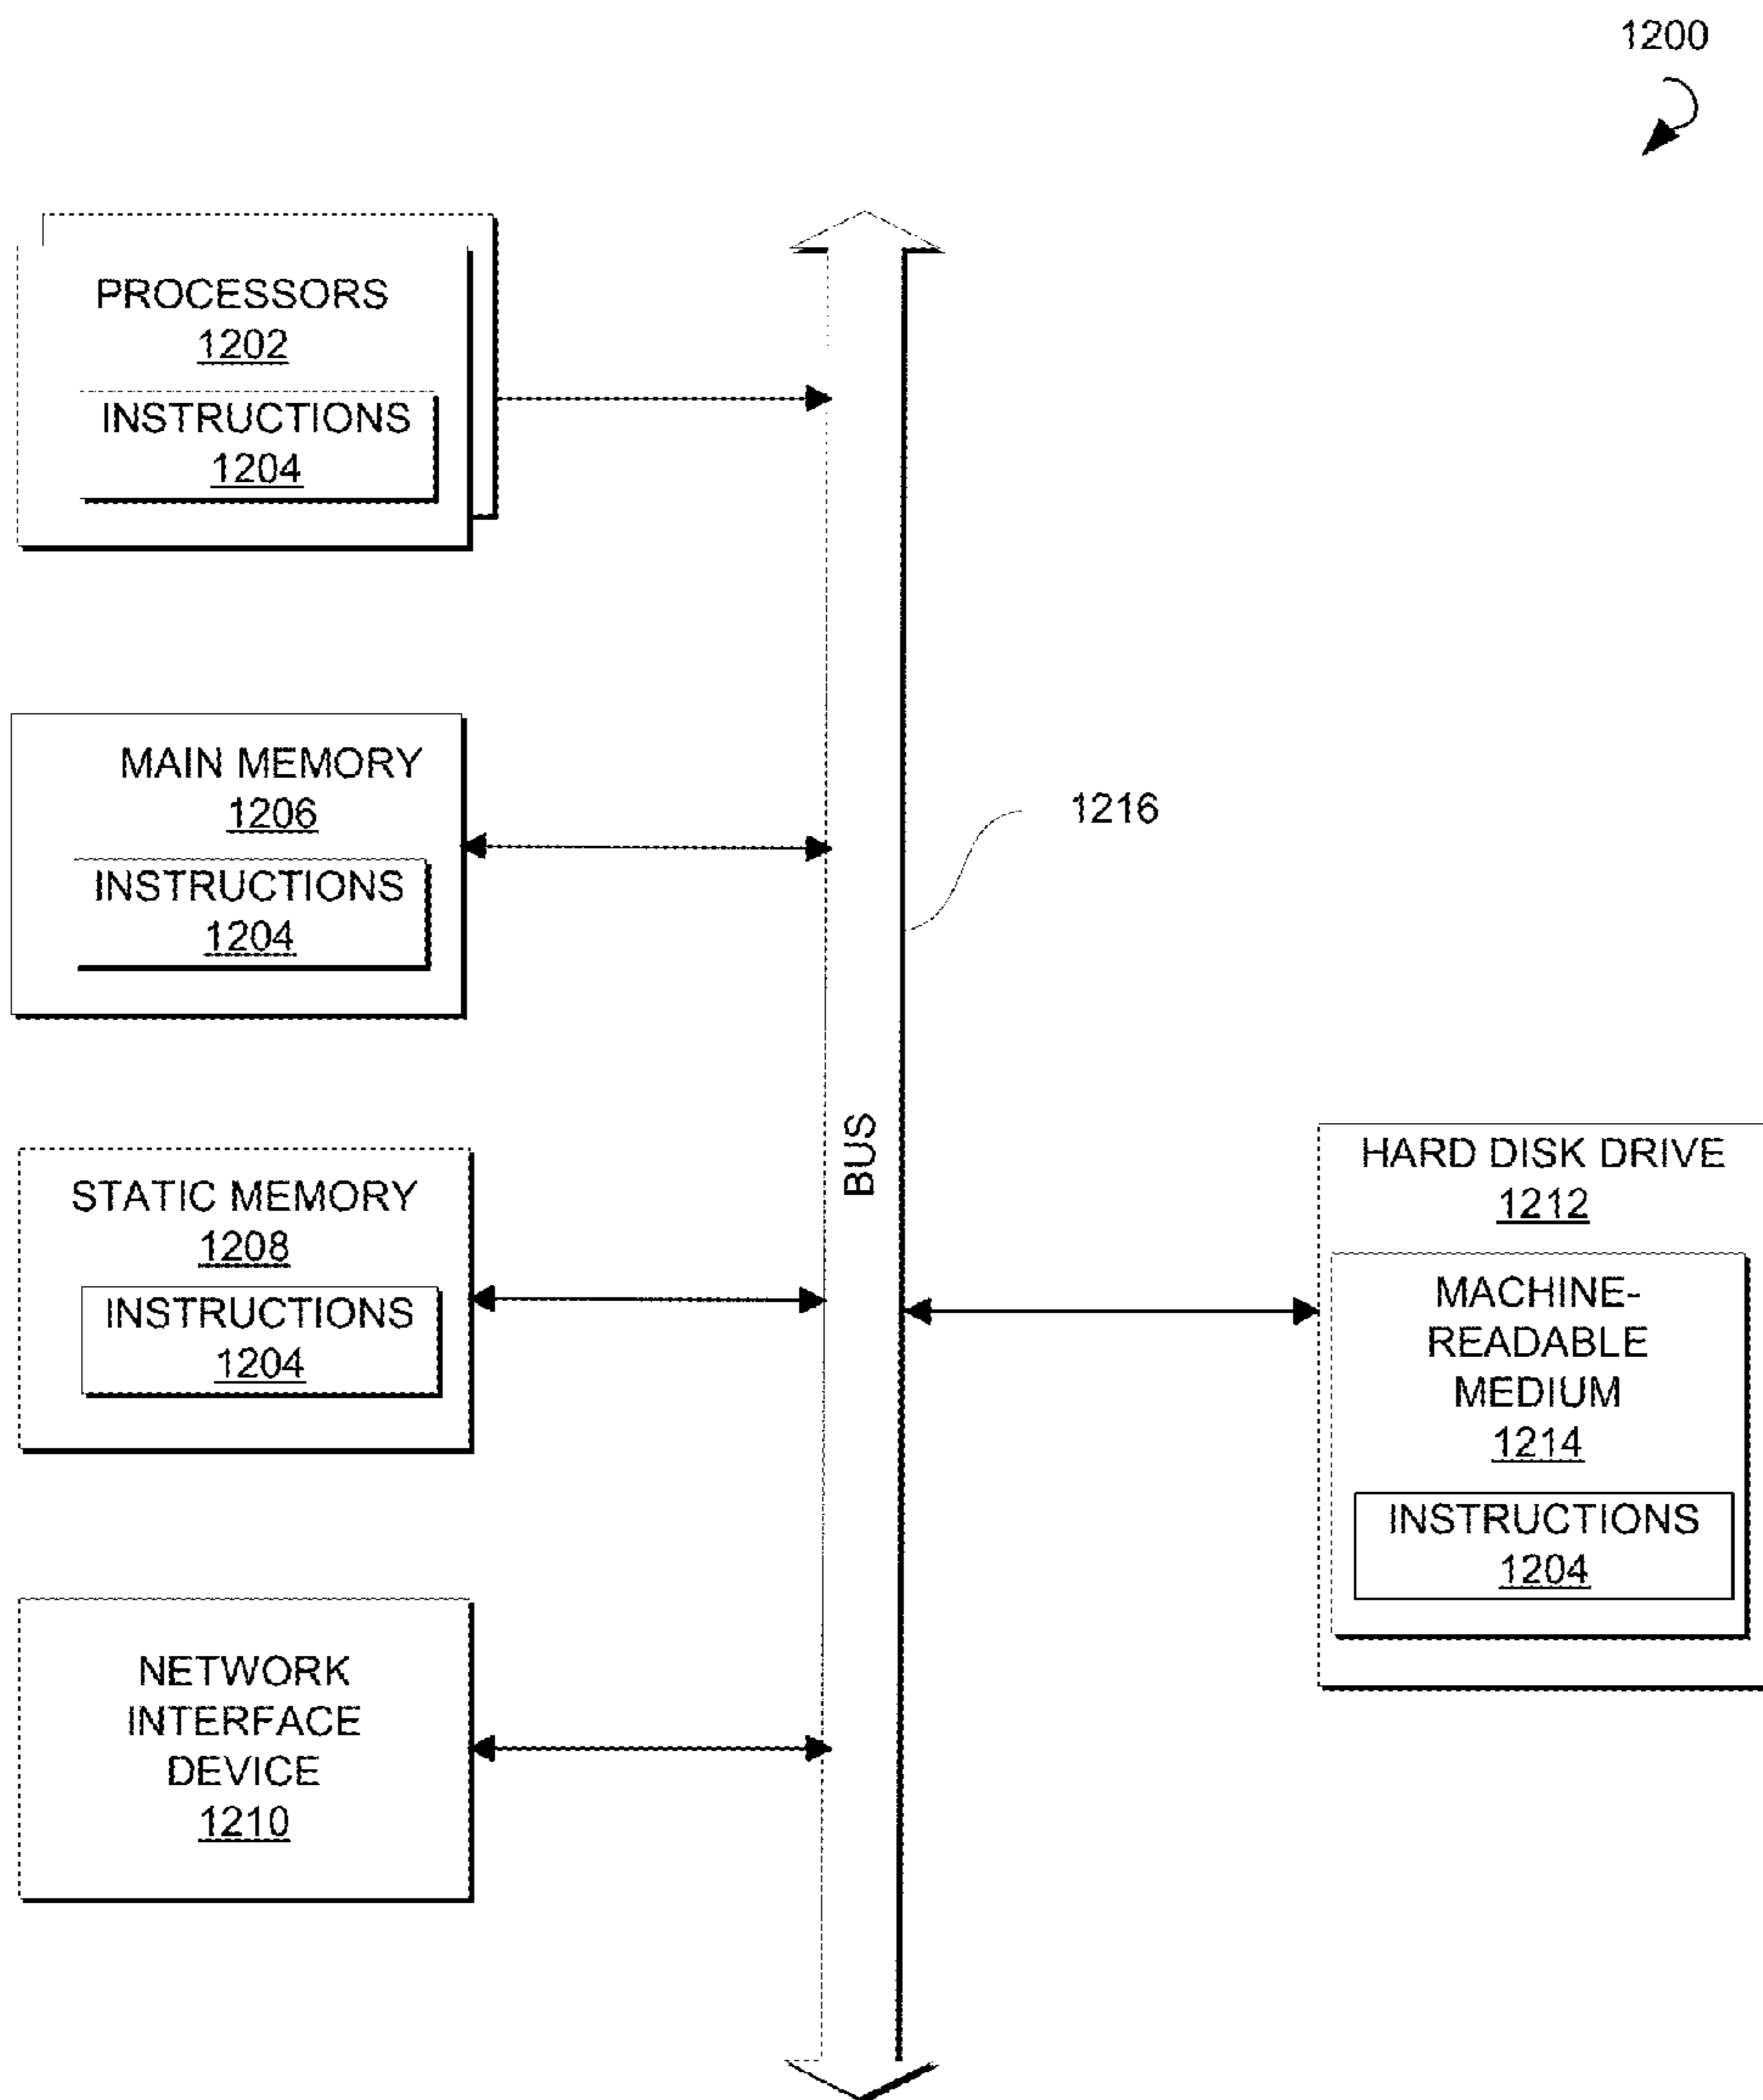 1200
PROCESSORS
1202
INSTRUCTIONS
1204
MAIN MEMORY
1206
INSTRUCTIONS
1204
1216
BUS
STATIC MEMORY
1208
INSTRUCTIONS
1204
HARD DISK DRIVE
1212
MACHINE-
READABLE
MEDIUM
1214
INSTRUCTIONS
1204
NETWORK
INTERFACE
DEVICE
1210